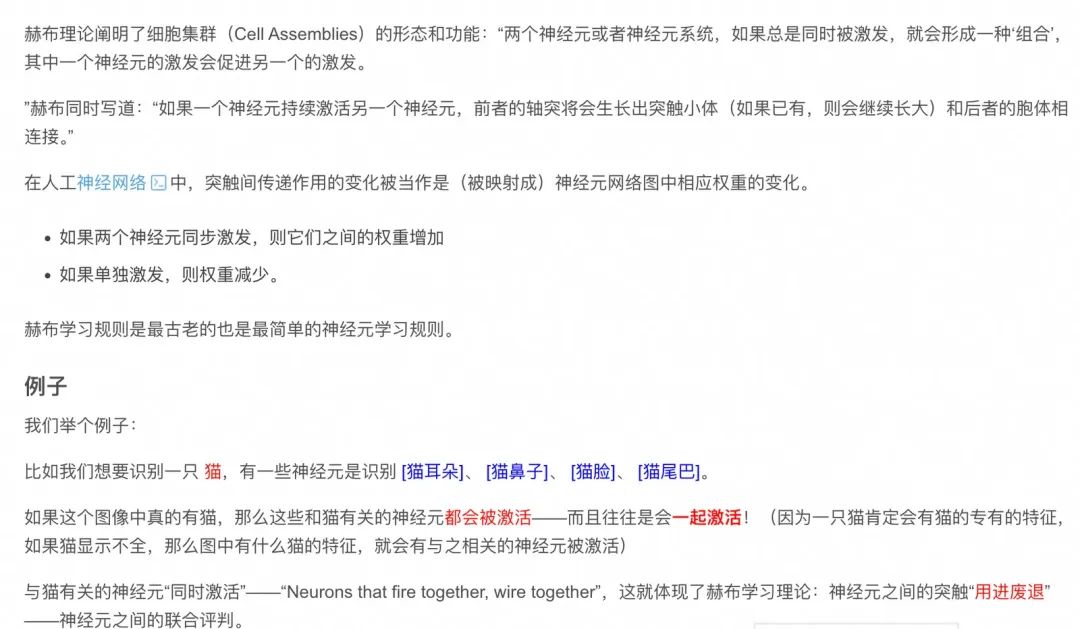 赫布理论阐明了细胞集群（Cell Assemblies）的形态和功能：“两个神经元或者神经元系统，如果总是同时被激发，就会形成一种‘组合’，
其中一个神经元的激发会促进另一个的激发。
”赫布同时写道：“如果一个神经元持续激活另一个神经元，前者的轴突将会生长出突触小体（如果已有，则会继续长大）和后者的胞体相
连接。”
在人工神经网络中，突触间传递作用的变化被当作是（被映射成）神经元网络图中相应权重的变化。
• 如果两个神经元同步激发，则它们之间的权重增加
• 如果单独激发，则权重减少。
赫布学习规则是最古老的也是最简单的神经元学习规则。
例子
我们举个例子：
比如我们想要识别一只 猫，有一些神经元是识别 [猫耳朵]、[猫鼻子]、[猫脸]、[猫尾巴]。
如果这个图像中真的有猫，那么这些和猫有关的神经元都会被激活——而且往往是会一起激活！（因为一只猫肯定会有猫的专有的特征，
如果猫显示不全，那么图中有什么猫的特征，就会有与之相关的神经元被激活）
与猫有关的神经元“同时激活”——“Neurons that fire together, wire together”，这就体现了赫布学习理论：神经元之间的突触“用进废退”
——神经元之间的联合评判。